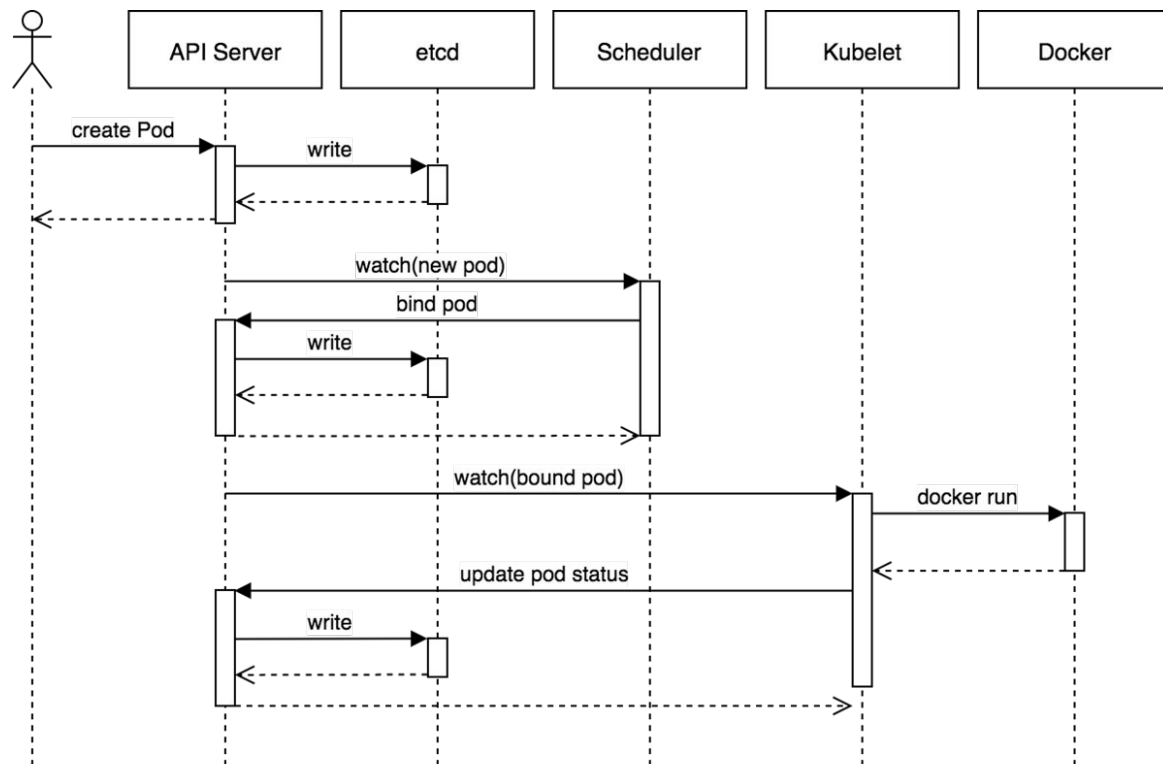 API Server
etcd
Scheduler
Kubelet
Docker
create Pod
write
watch(new pod)
bind pod
write
watch(bound pod)
docker run
update pod status
write